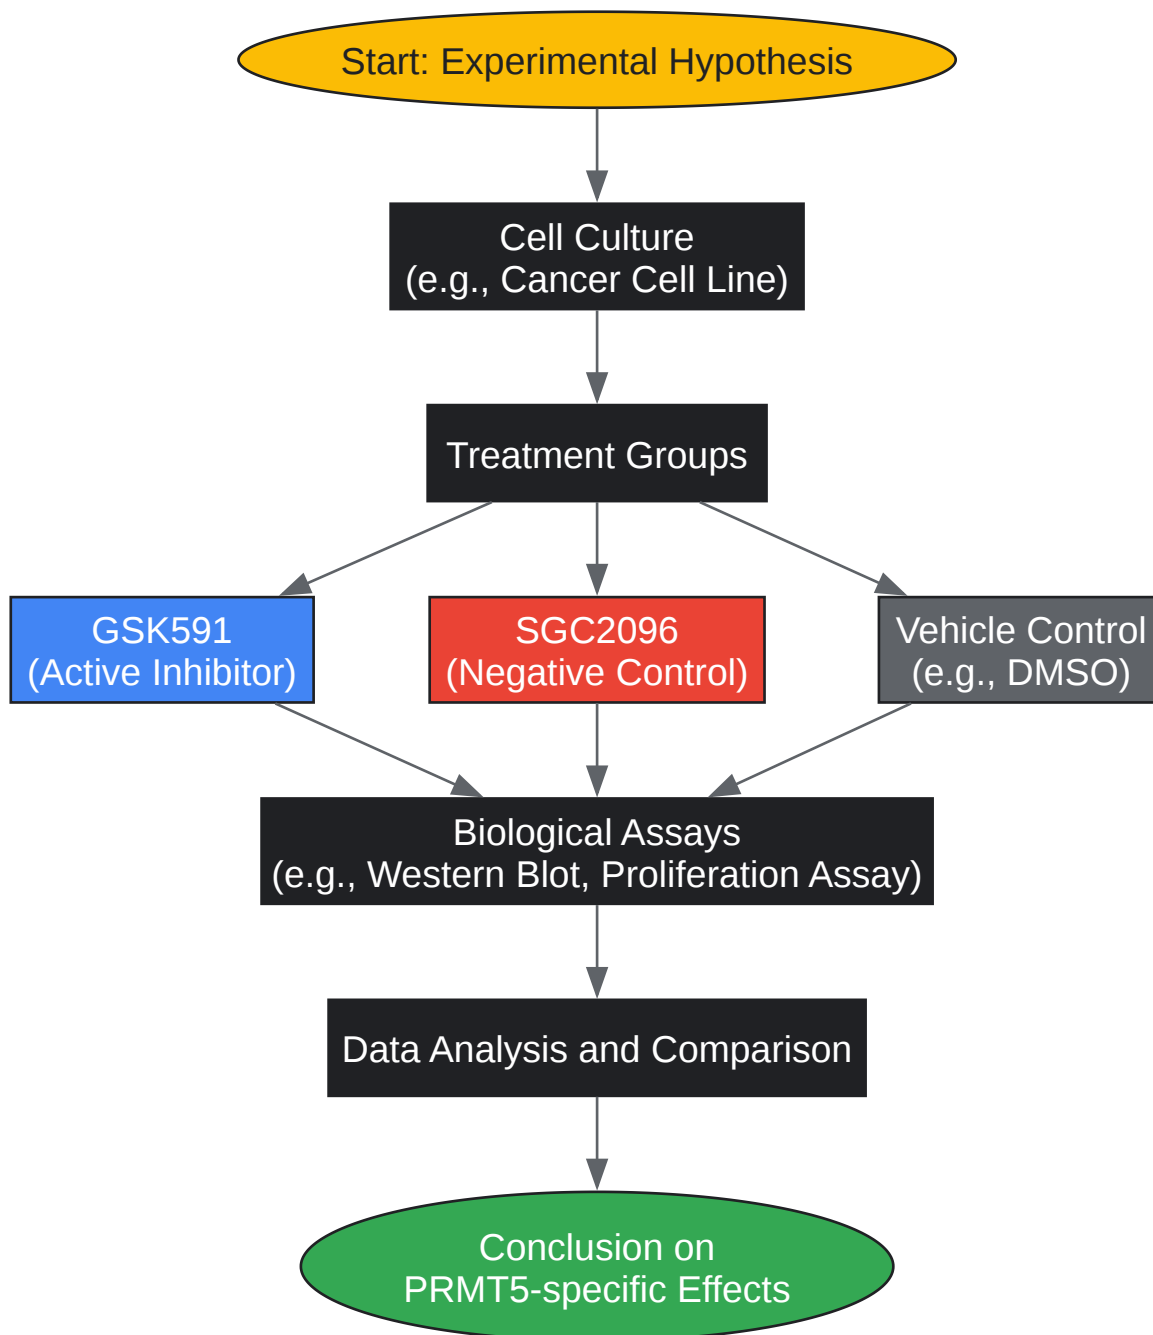 Start: Experimental Hypothesis
Cell Culture
(e.g., Cancer Cell Line)
Treatment Groups
GSK591
(Active Inhibitor)
SGC2096
(Negative Control)
Vehicle Control
(e.g., DMSO)
Biological Assays
(e.g., Western Blot, Proliferation Assay)
Data Analysis and Comparison
Conclusion on
PRMT5-specific Effects